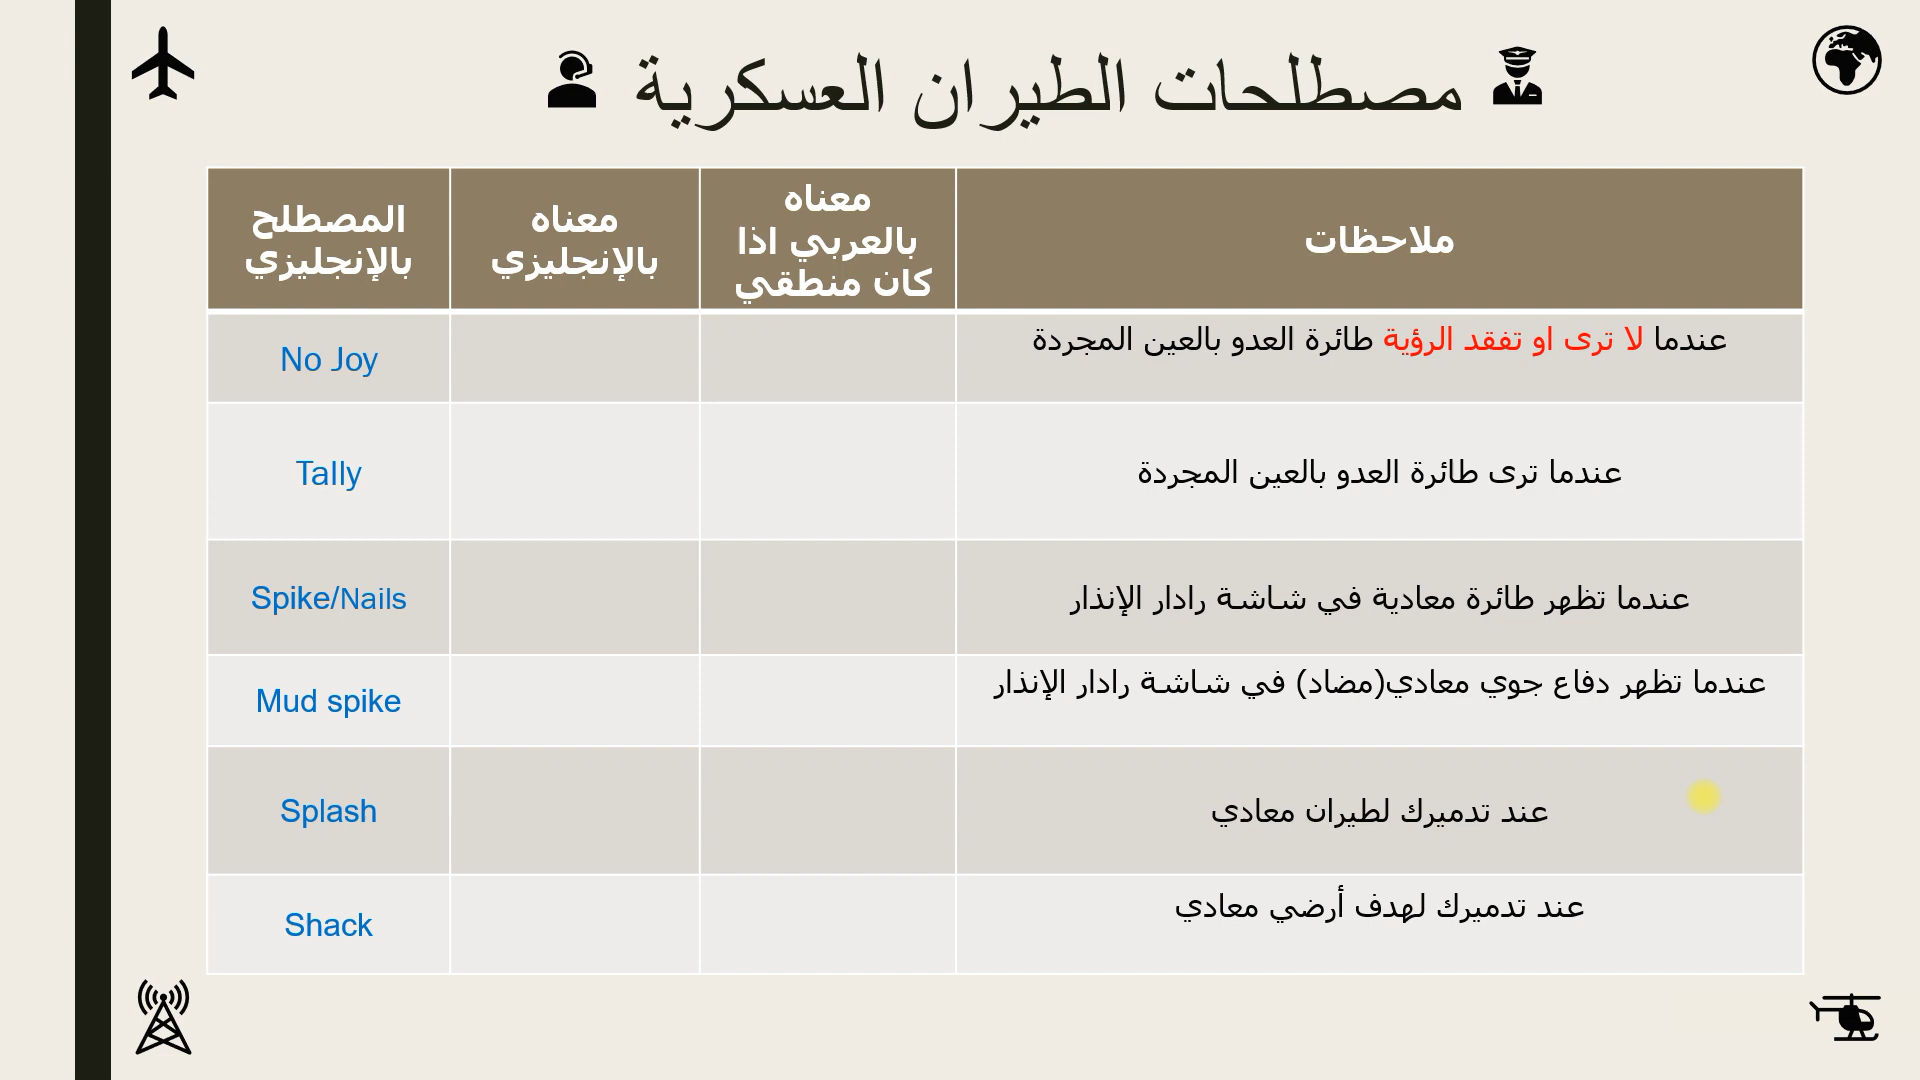 مصطلحات الطيران العسكرية
المصطلح
بالإنجليزي
معناه
بالإنجليزي
معناه
بالعربي اذا
كان منطقي
ملاحظات
No Joy
عندما لا ترى او تفقد الرؤية طائرة العدو بالعين المجردة
Tally
عندما ترى طائرة العدو بالعين المجردة
Spike/Nails
عندما تظهر طائرة معادية في شاشة رادار الإنذار
Mud spike
عندما تظهر دفاع جوي معادي(مضاد) في شاشة رادار الإنذار
Splash
عند تدميرك لطيران معادي
Shack
عند تدميرك لهدف أرضي معادي